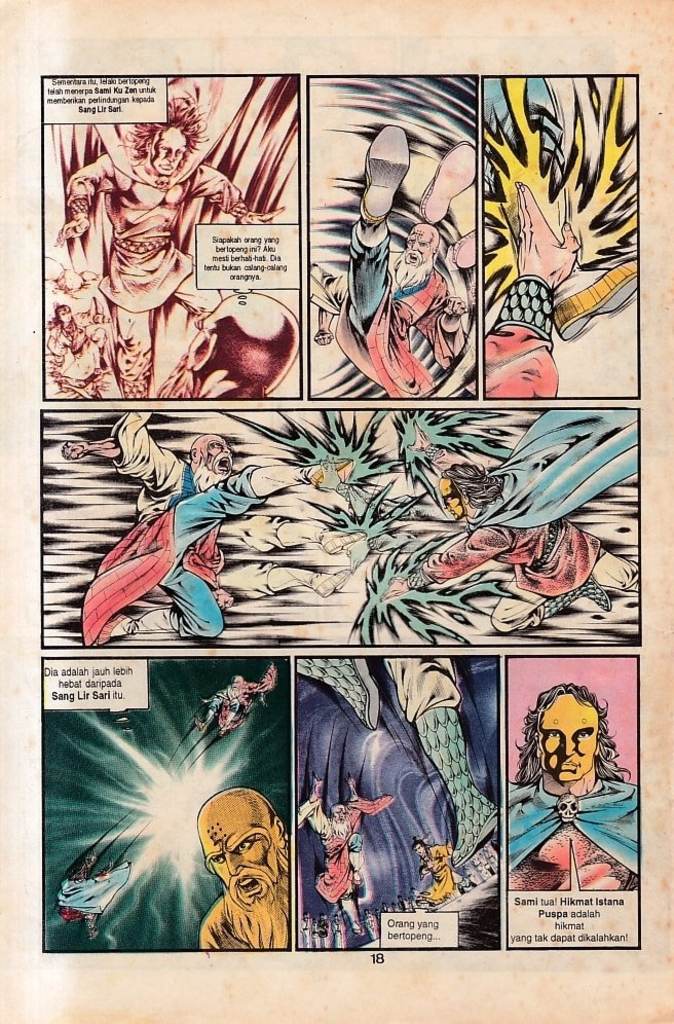 Sementara itu, lelaki bertopeng
telah menerpa Sami Ku Zen untuk
memberikan perlindungan kepada
Sang Lir Sari.
Siapakah orang yang
bertopeng ini? Aku
mesti berhati-hati. Dia
tentu bukan calang-calang
orangnya.
Dia adalah jauh lebih
hebat daripada
Sang Lir Sari itu.
Orang yang
bertopeng...
Sami tua! Hikmat Istana
Puspa adalah
hikmat
yang tak dapat dikalahkan!
18